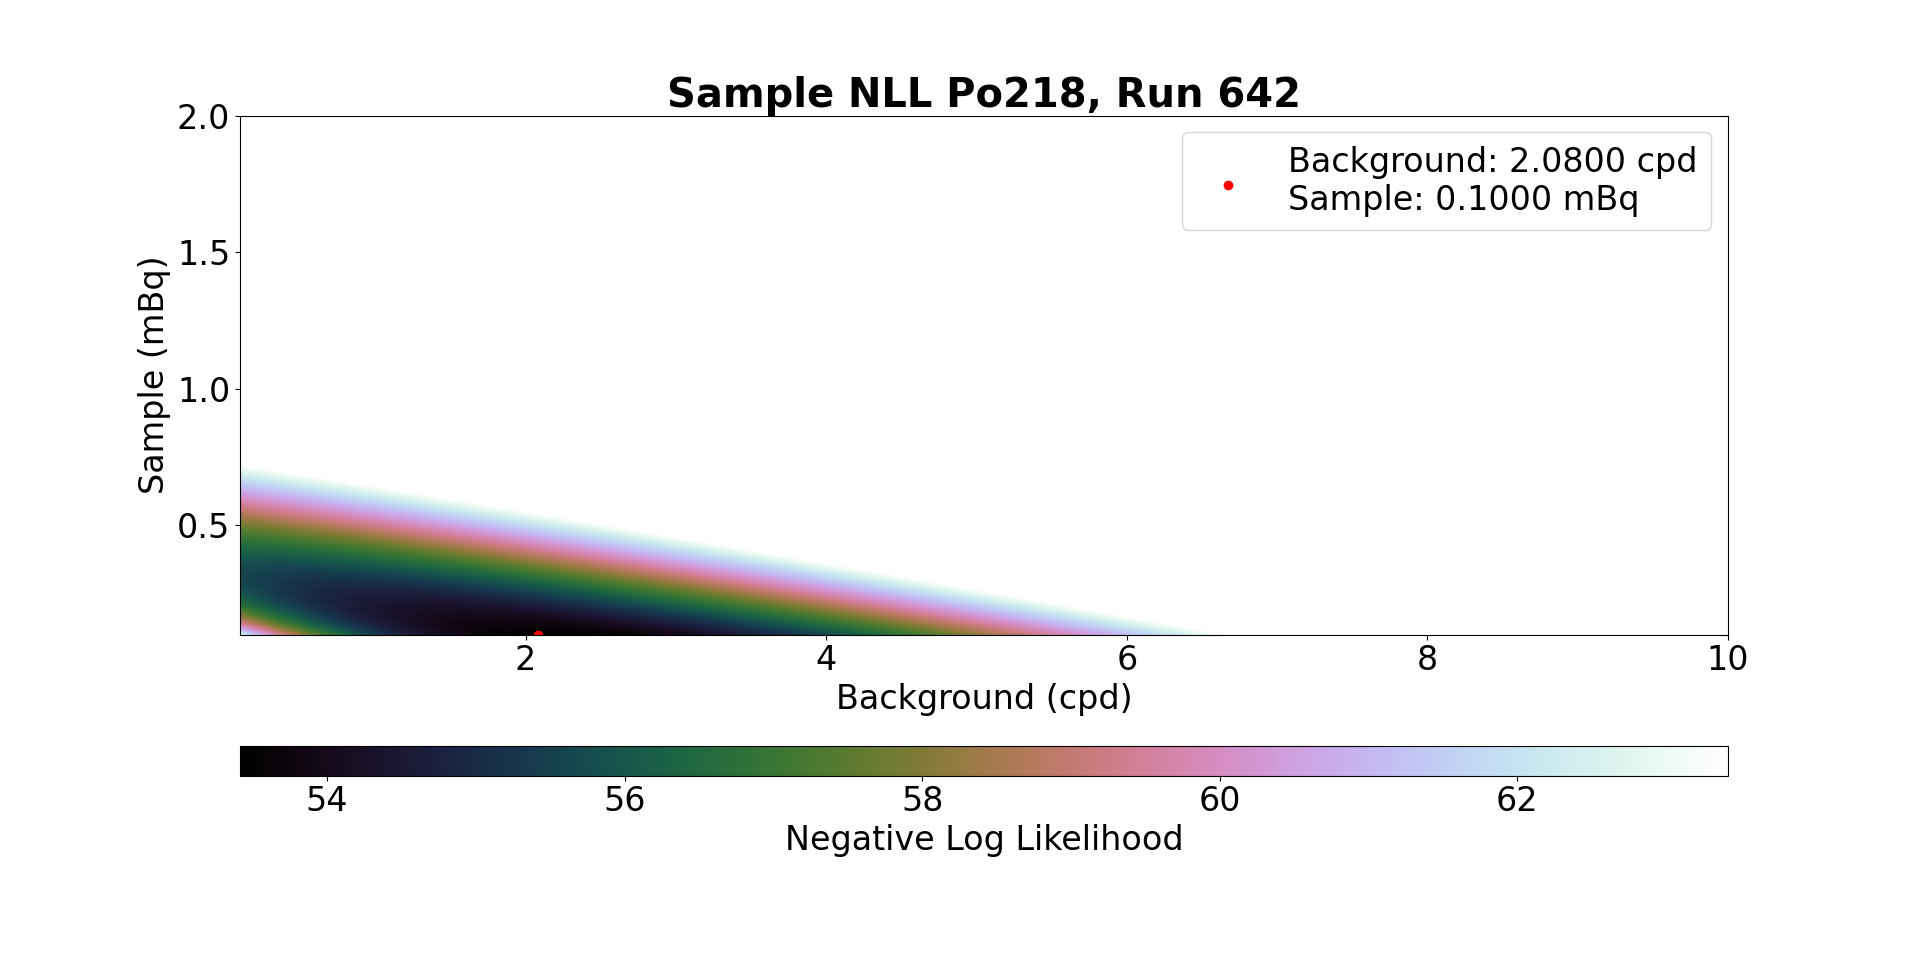 Sample NLL Po218, Run 642
Background: 2.0800 cpd
Sample: 0.1000 mBq
2.0
1.5
1.0
0.5
Sample (mBq)
2 4 6 8 10
Background (cpd)
54 56 58 60 62
Negative Log Likelihood